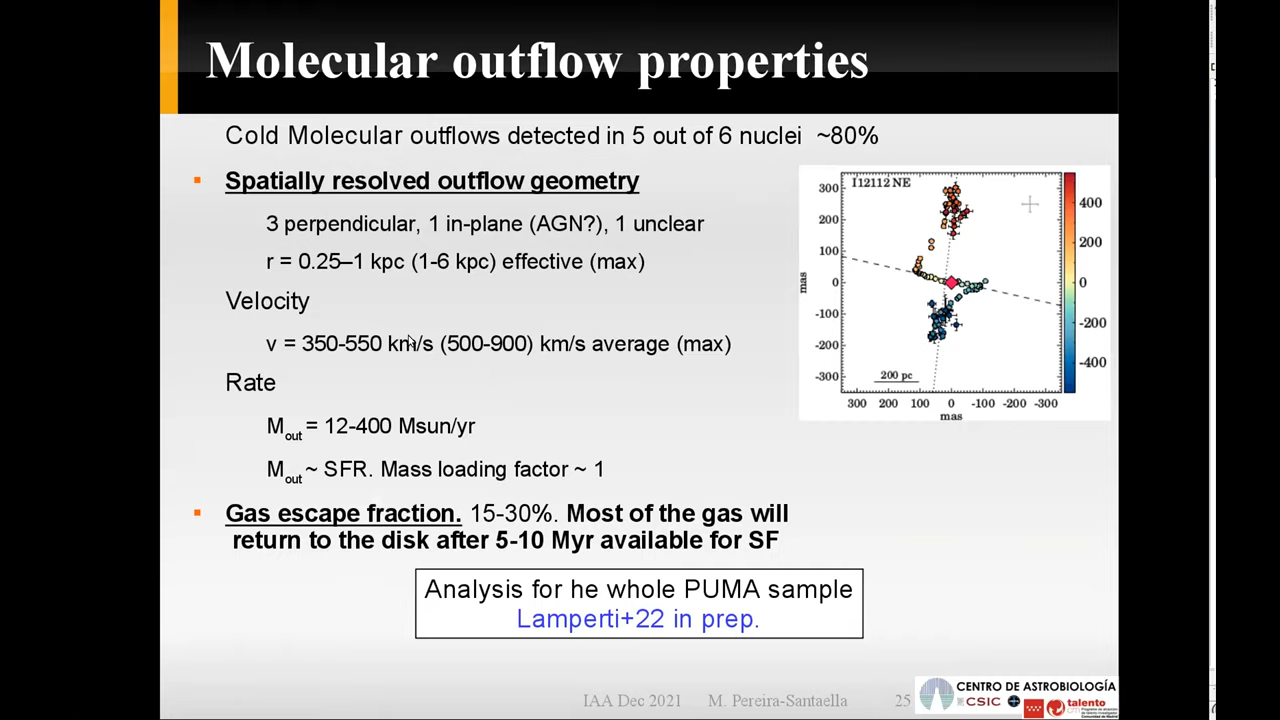 Molecular outflow properties
Cold Molecular outflows detected in 5 out of 6 nuclei ~80%
▪ Spatially resolved outflow geometry
3 perpendicular, 1 in-plane (AGN?), 1 unclear
r = 0.25–1 kpc (1-6 kpc) effective (max)
Velocity
v = 350-550 km/s (500-900) km/s average (max)
Rate
Mout = 12-400 Msun/yr
Mout ~ SFR. Mass loading factor ~ 1
▪ Gas escape fraction. 15-30%. Most of the gas will
return to the disk after 5-10 Myr available for SF
Analysis for he whole PUMA sample
Lamperti+22 in prep.
I12112 NE
300
200
100
0
-100
-200
-300
mas
200 pc
300 200 100 0 -100 -200 -300
mas
400
200
0
-200
-400
IAA Dec 2021 M. Pereira-Santaella 25
CENTRO DE ASTROBIOLOGÍA
CSIC
talento